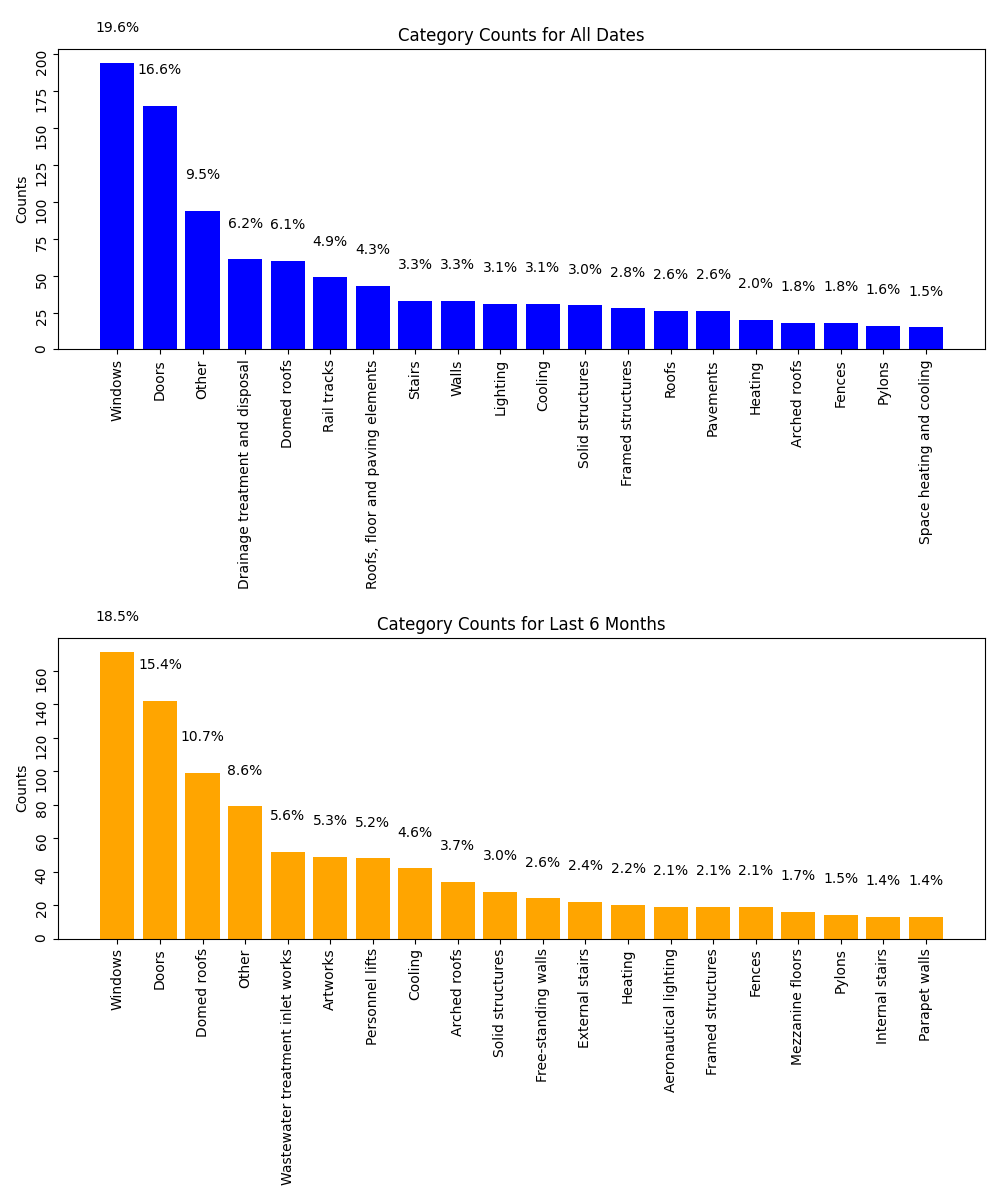 Category Counts for All Dates
19.6%
16.6%
9.5%
6.2%
6.1%
4.9%
4.3%
3.3%
3.3%
3.1%
3.1%
3.0%
2.8%
2.6%
2.6%
2.0%
1.8%
1.8%
1.6%
1.5%
Counts
200
175
150
125
100
75
50
25
0
Windows
Doors
Other
Drainage treatment and disposal
Domed roofs
Rail tracks
Roofs, floor and paving elements
Stairs
Walls
Lighting
Cooling
Solid structures
Framed structures
Roofs
Pavements
Heating
Arched roofs
Fences
Pylons
Space heating and cooling
Category Counts for Last 6 Months
18.5%
15.4%
10.7%
8.6%
5.6%
5.3%
5.2%
4.6%
3.7%
3.0%
2.6%
2.4%
2.2%
2.1%
2.1%
2.1%
1.7%
1.5%
1.4%
1.4%
Counts
160
140
120
100
80
60
40
20
0
Windows
Doors
Domed roofs
Other
Wastewater treatment inlet works
Artworks
Personnel lifts
Cooling
Arched roofs
Solid structures
Free-standing walls
External stairs
Heating
Aeronautical lighting
Framed structures
Fences
Mezzanine floors
Pylons
Internal stairs
Parapet walls